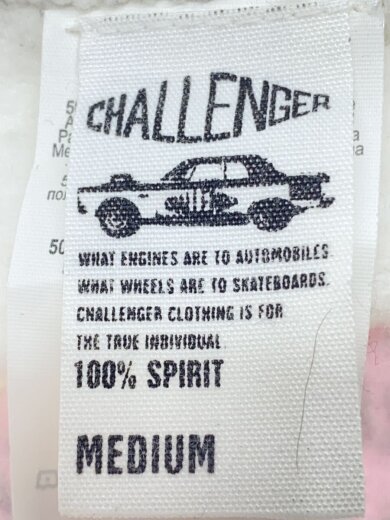 CHALLENGER
WHAT ENGINES ARE TO AUTOMOBILES
WHAT WHEELS ARE TO SKATEBOARDS.
CHALLENGER CLOTHING IS FOR
THE TRUE INDIVIDUAL.
100% SPIRIT
MEDIUM